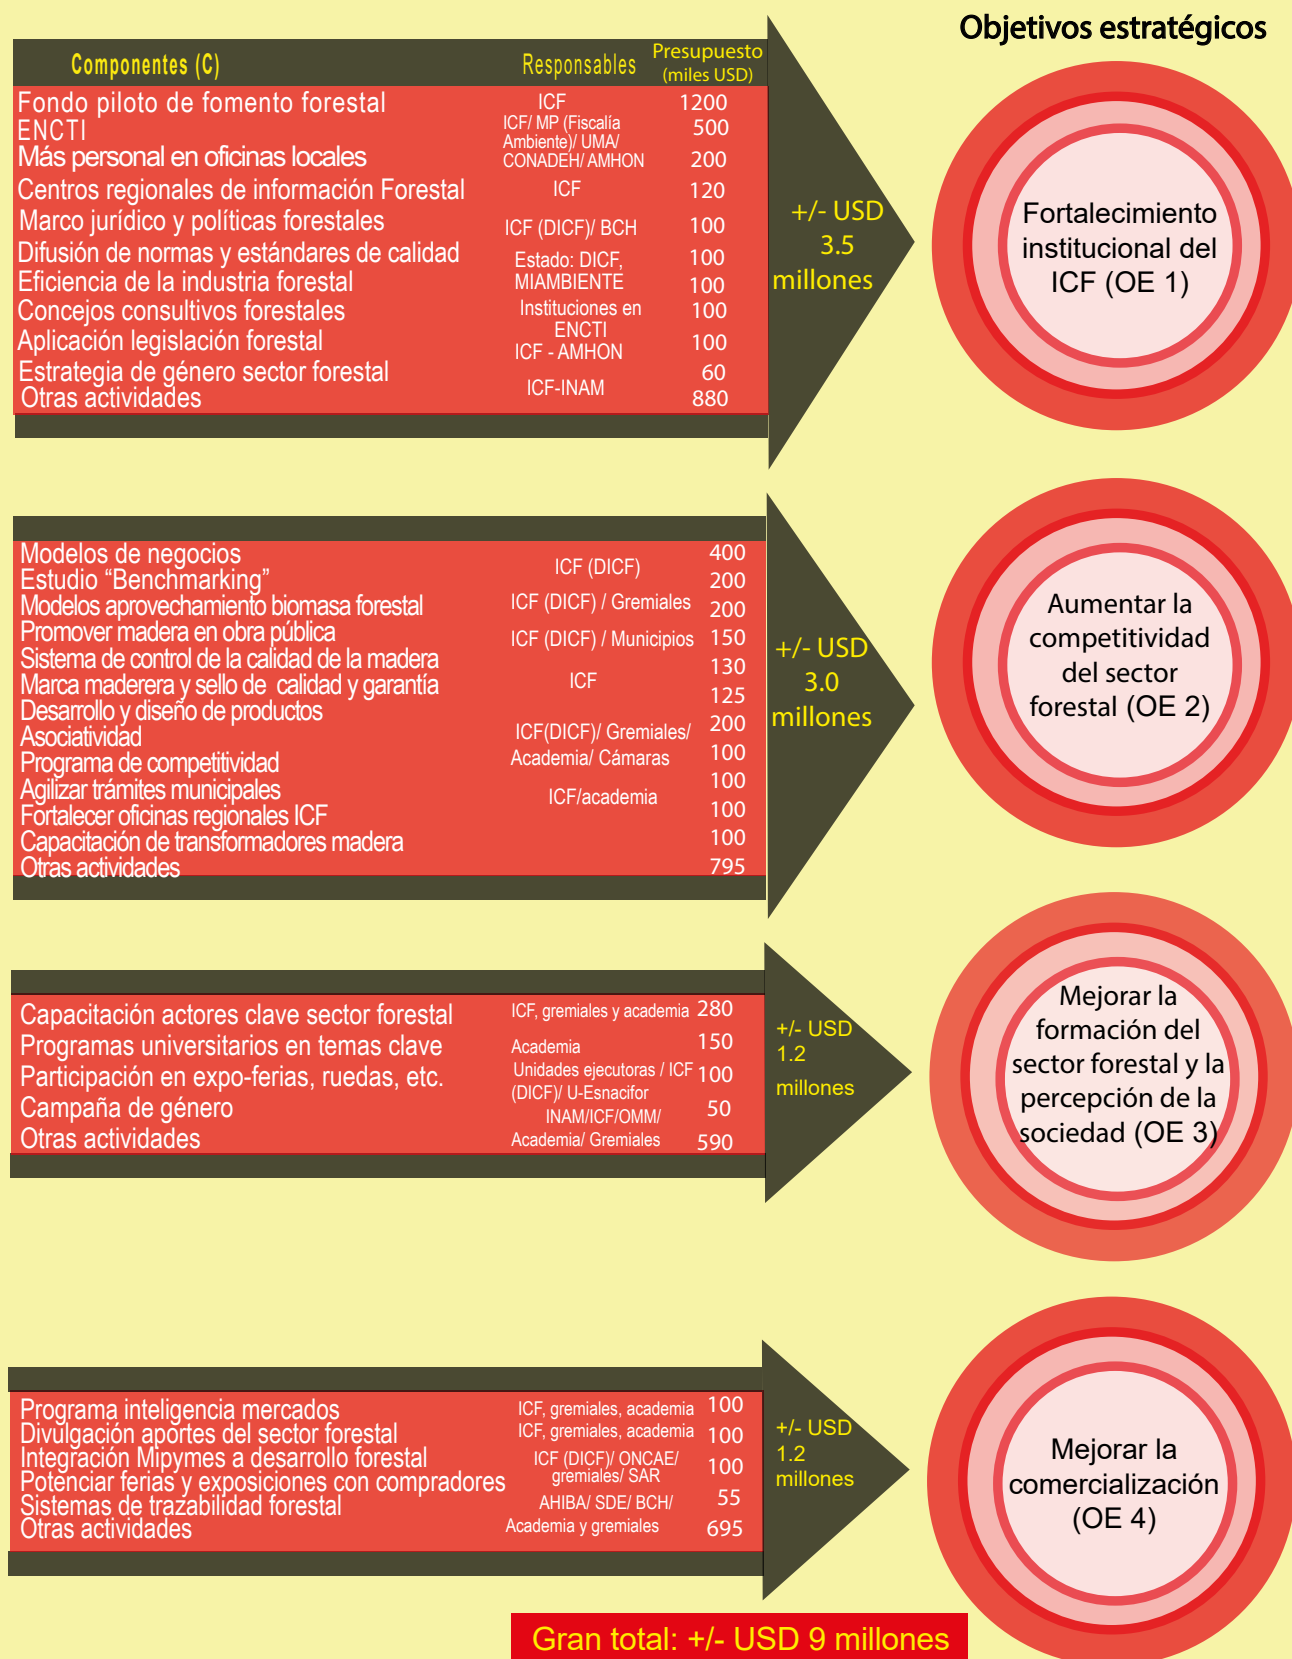 Objetivos estratégicos
Componentes (C) Responsables Presupuesto
(miles USD)
Fondo piloto de fomento forestal ICF 1200
ENCTI ICF/ MP (Fiscalía 500
Ambiente)/ UMA/
Más personal en oficinas locales CONADEH/ AMHON 200
Centros regionales de información Forestal ICF 120
Marco jurídico y políticas forestales ICF (DICF)/ BCH 100
Difusión de normas y estándares de calidad Estado: DICF, 100
Eficiencia de la industria forestal MIAMBIENTE 100
Concejos consultivos forestales Instituciones en 100
ENCTI
Aplicación legislación forestal ICF - AMHON 100
Estrategia de género sector forestal 60
ICF-INAM
Otras actividades 880
+/- USD
3.5
millones
Fortalecimiento
institucional del
ICF (OE 1)
Modelos de negocios 400
ICF (DICF)
Estudio “Benchmarking” 200
Modelos aprovechamiento biomasa forestal ICF (DICF) / Gremiales 200
Promover madera en obra pública ICF (DICF) / Municipios 150
Sistema de control de la calidad de la madera 130
Marca maderera y sello de calidad y garantía ICF 125
Desarrollo y diseño de productos 200
Asociatividad ICF(DICF)/ Gremiales/ 100
Programa de competitividad Academia/ Cámaras 100
Agilizar trámites municipales ICF/academia 100
Fortalecer oficinas regionales ICF
Capacitación de transformadores madera 100
Otras actividades 795
+/- USD
3.0
millones
Aumentar la
competitividad
del sector
forestal (OE 2)
Capacitación actores clave sector forestal ICF, gremiales y academia 280
Programas universitarios en temas clave Academia 150
Participación en expo-ferias, ruedas, etc. Unidades ejecutoras / ICF 100
(DICF)/ U-Esnacifor
Campaña de género INAM/ICF/OMM/ 50
Otras actividades Academia/ Gremiales 590
+/- USD
1.2
millones
Mejorar la
formación del
sector forestal y la
percepción de la
sociedad (OE 3)
Programa inteligencia mercados ICF, gremiales, academia 100
Divulgación aportes del sector forestal ICF, gremiales, academia 100
Integración Mipymes a desarrollo forestal ICF (DICF)/ ONCAE/ 100
Potenciar ferias y exposiciones con compradores gremiales/ SAR
Sistemas de trazabilidad forestal AHIBA/ SDE/ BCH/ 55
Otras actividades Academia y gremiales 695
+/- USD
1.2
millones
Mejorar la
comercialización
(OE 4)
Gran total: +/- USD 9 millones